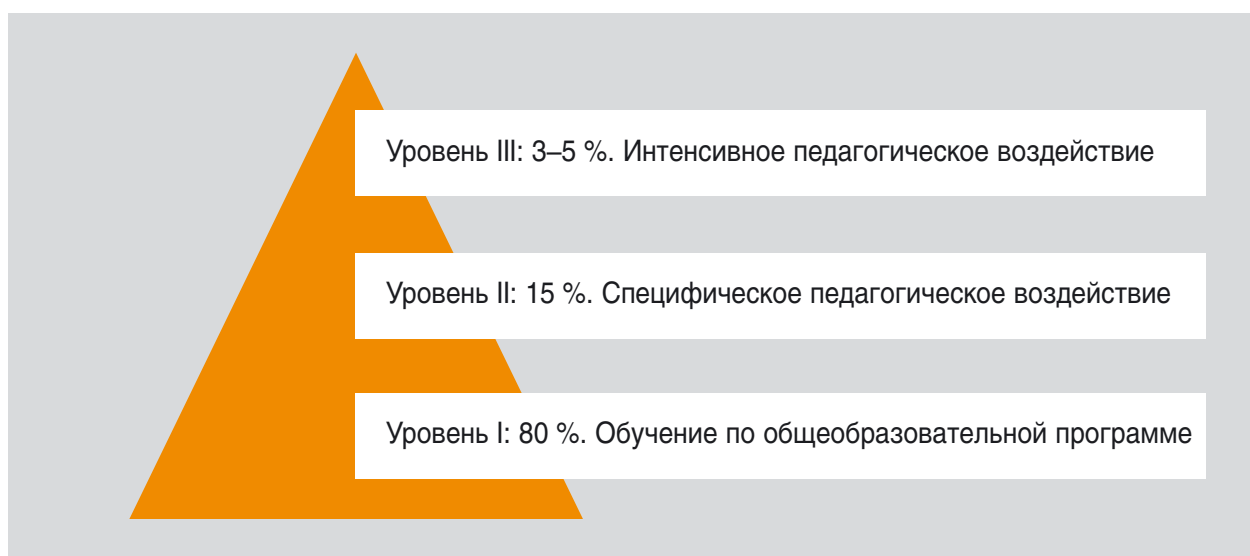 Уровень III: 3–5 %. Интенсивное педагогическое воздействие
Уровень II: 15 %. Специфическое педагогическое воздействие
Уровень I: 80 %. Обучение по общеобразовательной программе